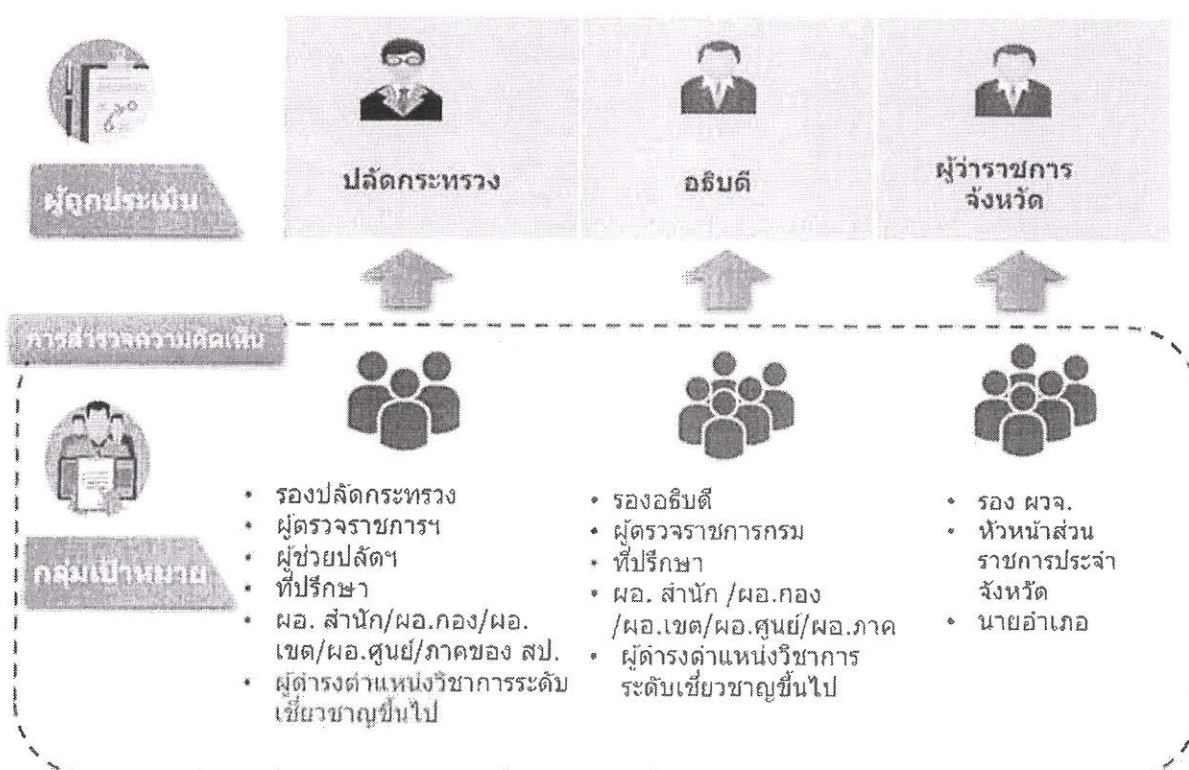 ผู้ถูกประเมิน
ปลัดกระทรวง
อธิบดี
ผู้ว่าราชการ
จังหวัด
การสำรวจความคิดเห็น
กลุ่มเป้าหมาย
• รองปลัดกระทรวง
• ผู้ตรวจราชการฯ
• ผู้ช่วยปลัดฯ
• ที่ปรึกษา
• ผอ. สำนัก/ผอ.กอง/ผอ.
เขต/ผอ.ศูนย์/ภาคของ สป.
• ผู้ดำรงตำแหน่งวิชาการระดับ
เชี่ยวชาญขึ้นไป
• รองอธิบดี
• ผู้ตรวจราชการกรม
• ที่ปรึกษา
• ผอ. สำนัก /ผอ.กอง
/ผอ.เขต/ผอ.ศูนย์/ผอ.ภาค
• ผู้ดำรงตำแหน่งวิชาการ
ระดับเชี่ยวชาญขึ้นไป
• รอง ผวจ.
• หัวหน้าส่วน
ราชการประจำ
จังหวัด
• นายอำเภอ